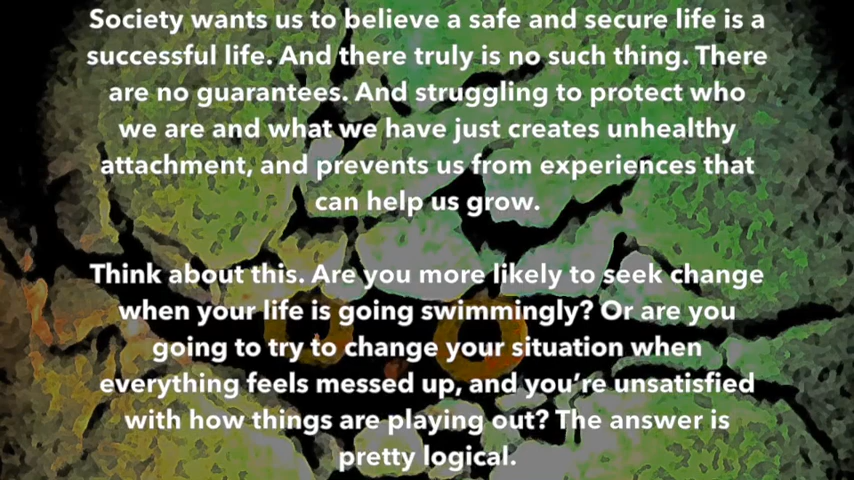 Society wants us to believe a safe and secure life is a
successful life. And there truly is no such thing. There
are no guarantees. And struggling to protect who
we are and what we have just creates unhealthy
attachment, and prevents us from experiences that
can help us grow.
Think about this. Are you more likely to seek change
when your life is going swimmingly? Or are you
going to try to change your situation when
everything feels messed up, and you’re unsatisfied
with how things are playing out? The answer is
pretty logical.